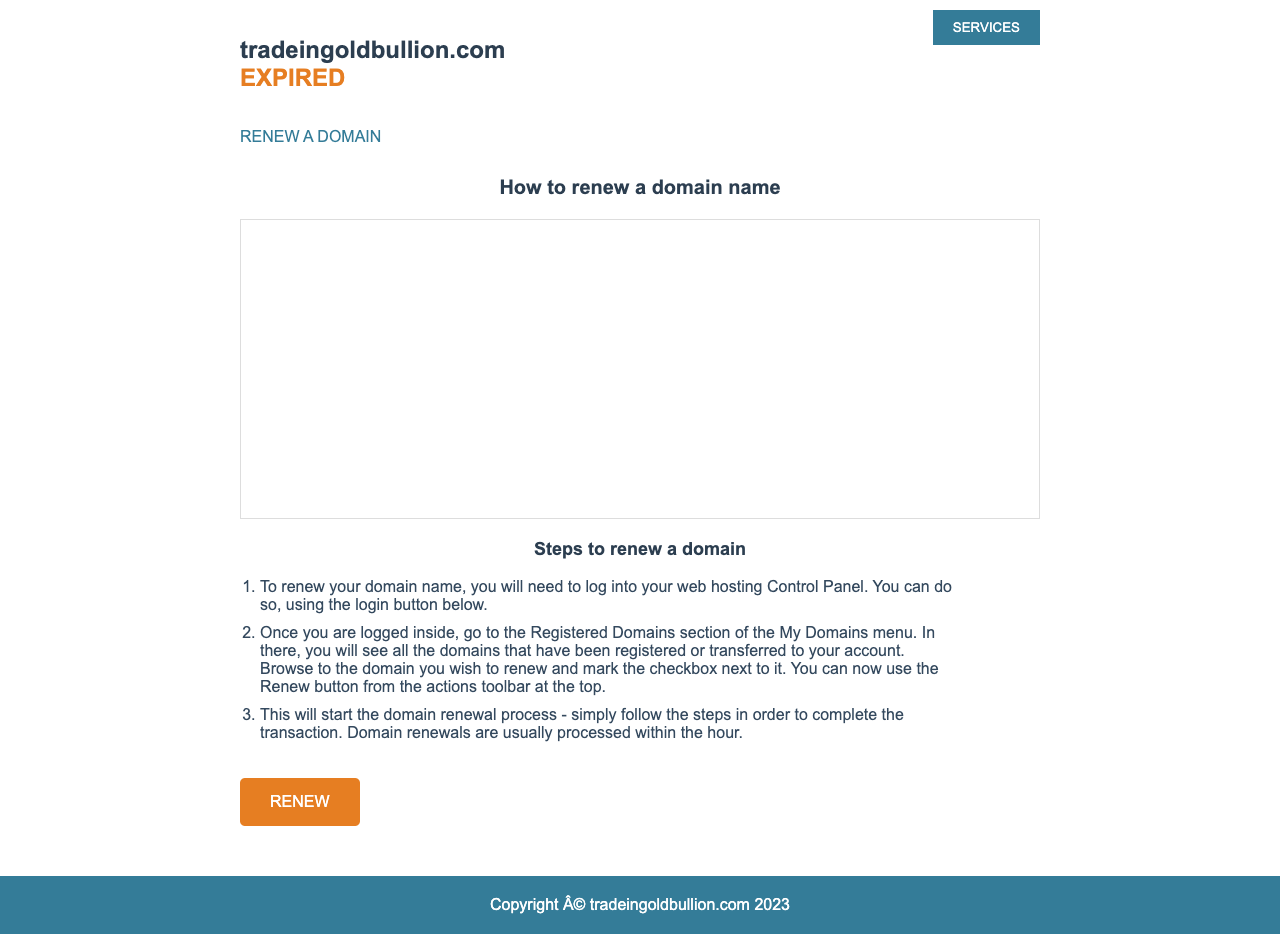 SERVICES
tradeingoldbullion.com
EXPIRED
RENEW A DOMAIN
How to renew a domain name
Steps to renew a domain
1. To renew your domain name, you will need to log into your web hosting Control Panel. You can do
so, using the login button below.
2. Once you are logged inside, go to the Registered Domains section of the My Domains menu. In
there, you will see all the domains that have been registered or transferred to your account.
Browse to the domain you wish to renew and mark the checkbox next to it. You can now use the
Renew button from the actions toolbar at the top.
3. This will start the domain renewal process - simply follow the steps in order to complete the
transaction. Domain renewals are usually processed within the hour.
RENEW
Copyright Â© tradeingoldbullion.com 2023